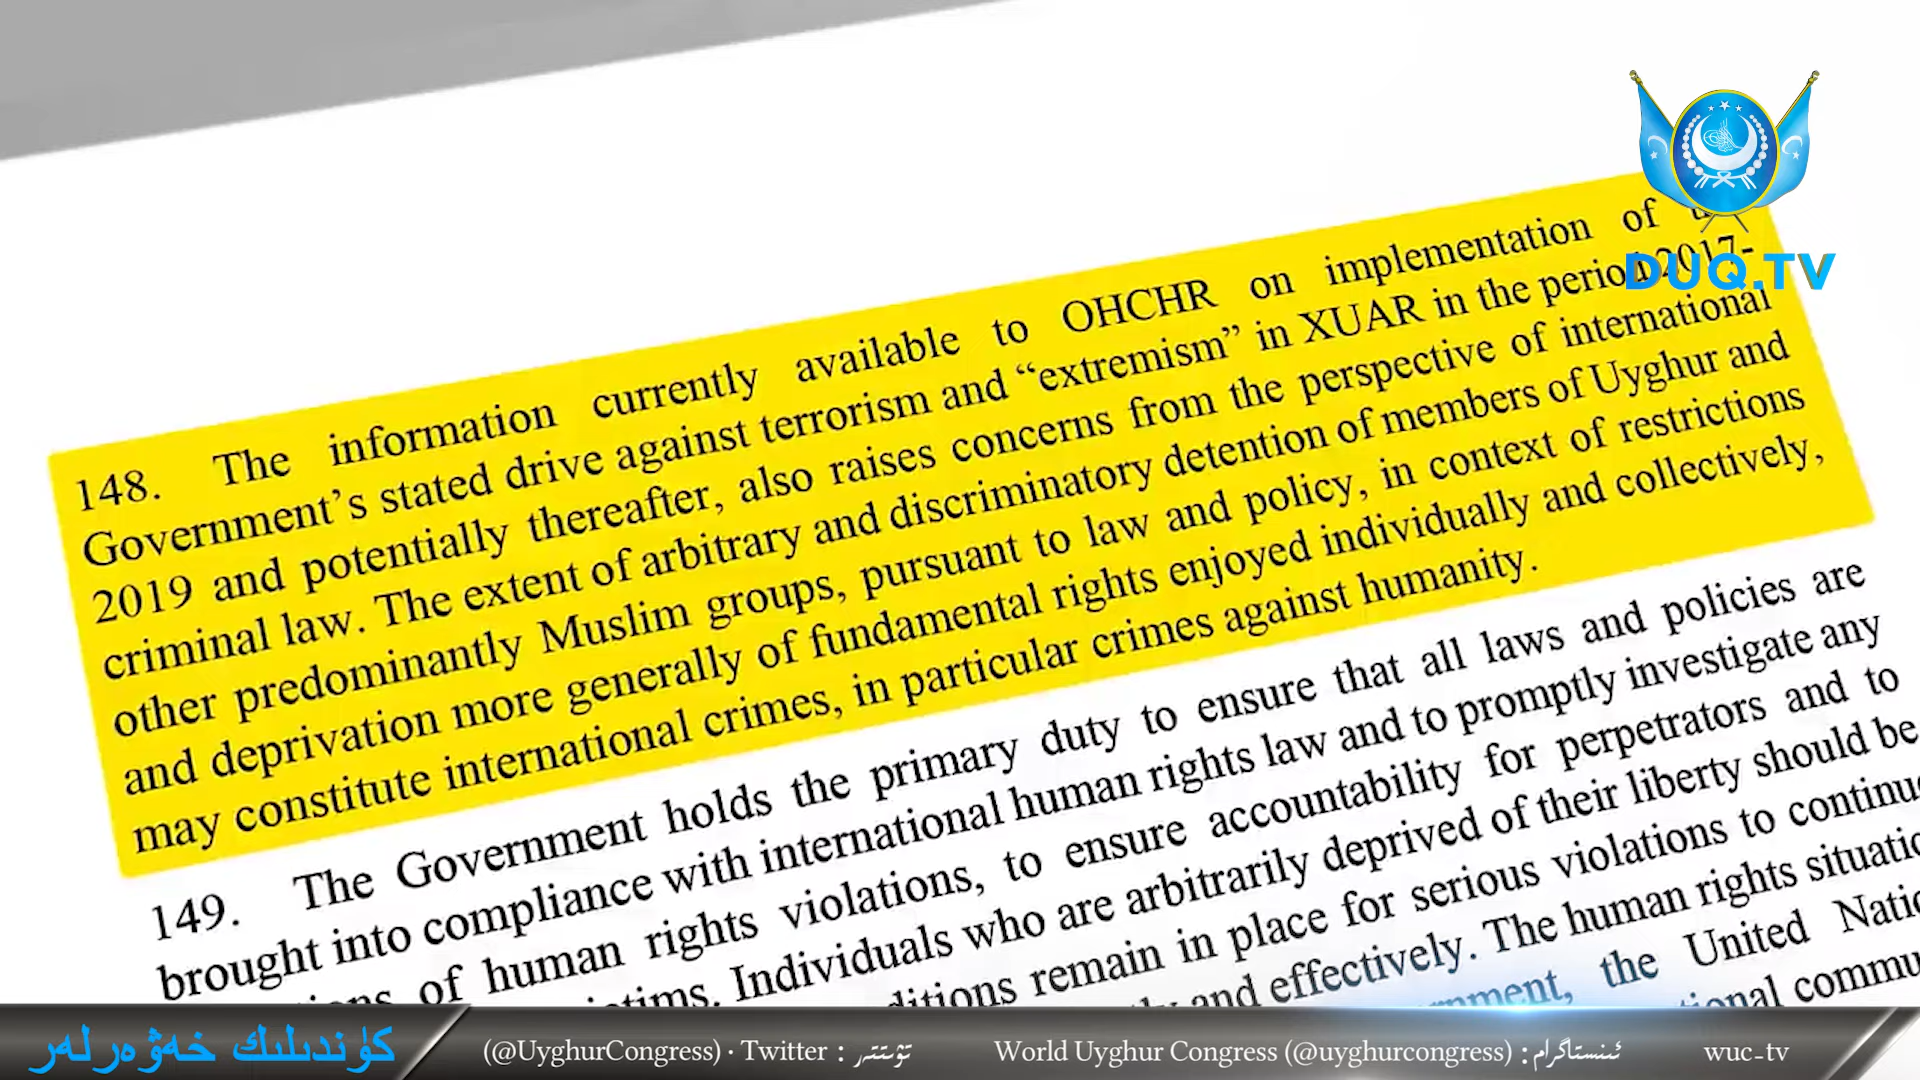 DUQ.TV
148. The information currently available to OHCHR on implementation of
Government’s stated drive against terrorism and “extremism” in XUAR in the period 2017-
2019 and potentially thereafter, also raises concerns from the perspective of international
criminal law. The extent of arbitrary and discriminatory detention of members of Uyghur and
other predominantly Muslim groups, pursuant to law and policy, in context of restrictions
and deprivation more generally of fundamental rights enjoyed individually and collectively,
may constitute international crimes, in particular crimes against humanity.
149. The Government holds the primary duty to ensure that all laws and policies are
brought into compliance with international human rights law and to promptly investigate any
of human rights violations, to ensure accountability for perpetrators and to
Individuals who are arbitrarily deprived of their liberty should be
remain in place for serious violations to continue
and effectively. The human rights
the United
كۈندىلىك خەۋەرلەر
(@UyghurCongress) · Twitter : تۋىتتېر
World Uyghur Congress (@uyghurcongress) : ئىنستاگرام
wuc-tv